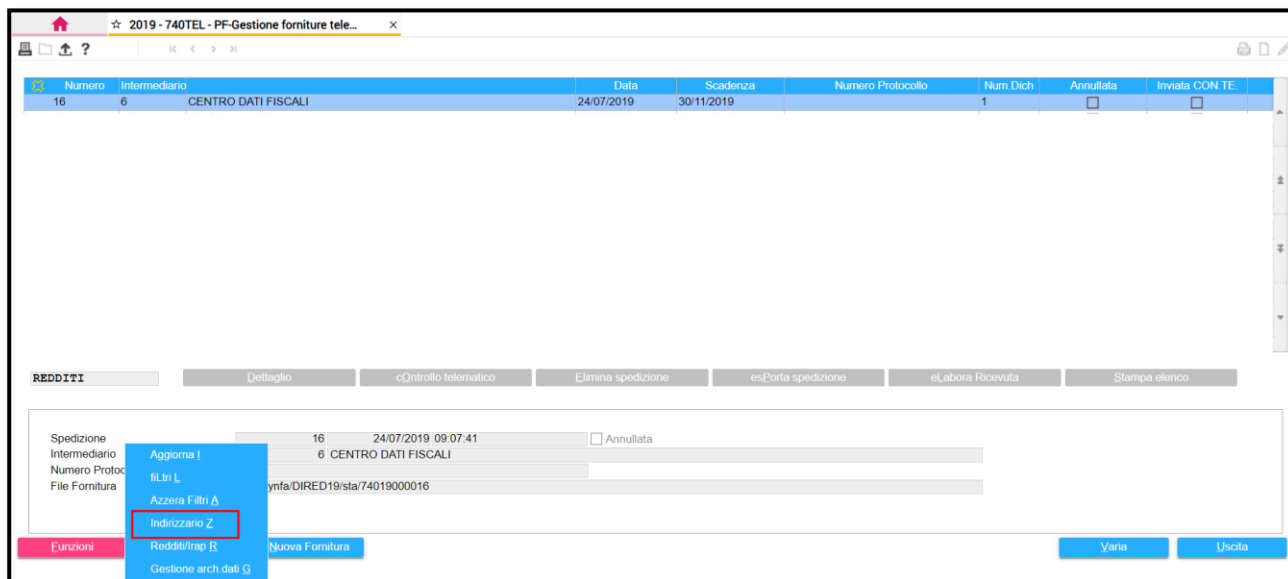 ☆ 2019 - 740TEL - PF-Gestione forniture tele... ×
?
Numero Intermediario Data Scadenza Numero Protocollo Num.Dich Annullata Inviata CON.TE.
16 6 CENTRO DATI FISCALI 24/07/2019 30/11/2019 1
REDDITI Dettaglio cOntrollo telematico Elimina spedizione esPorta spedizione eLabora Ricevuta Stampa elenco
Spedizione 16 24/07/2019 09:07:41 Annullata
Intermediario 6 CENTRO DATI FISCALI
Numero Protoc
File Fornitura ynfa/DIRED19/sta/74019000016
Aggiorna I
fiLtri L
Azzera Filtri A
Indirizzario Z
Redditi/Irap R
Gestione arch.dati G
Funzioni Nuova Fornitura Varia Uscita